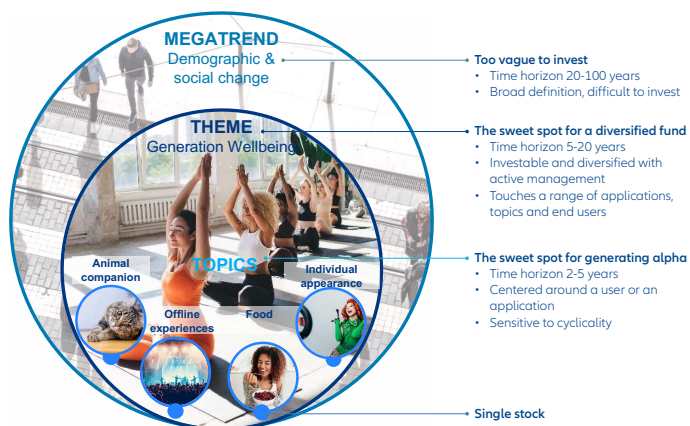 MEGATREND
Demographic &
social change
THEME
Generation Wellbeing
TOPICS
Animal
companion
Offline
experiences
Food
Individual
appearance
Too vague to invest
• Time horizon 20-100 years
• Broad definition, difficult to invest
The sweet spot for a diversified fund
• Time horizon 5-20 years
• Investable and diversified with
active management
• Touches a range of applications,
topics and end users
The sweet spot for generating alpha
• Time horizon 2-5 years
• Centered around a user or an
application
• Sensitive to cyclicality
Single stock